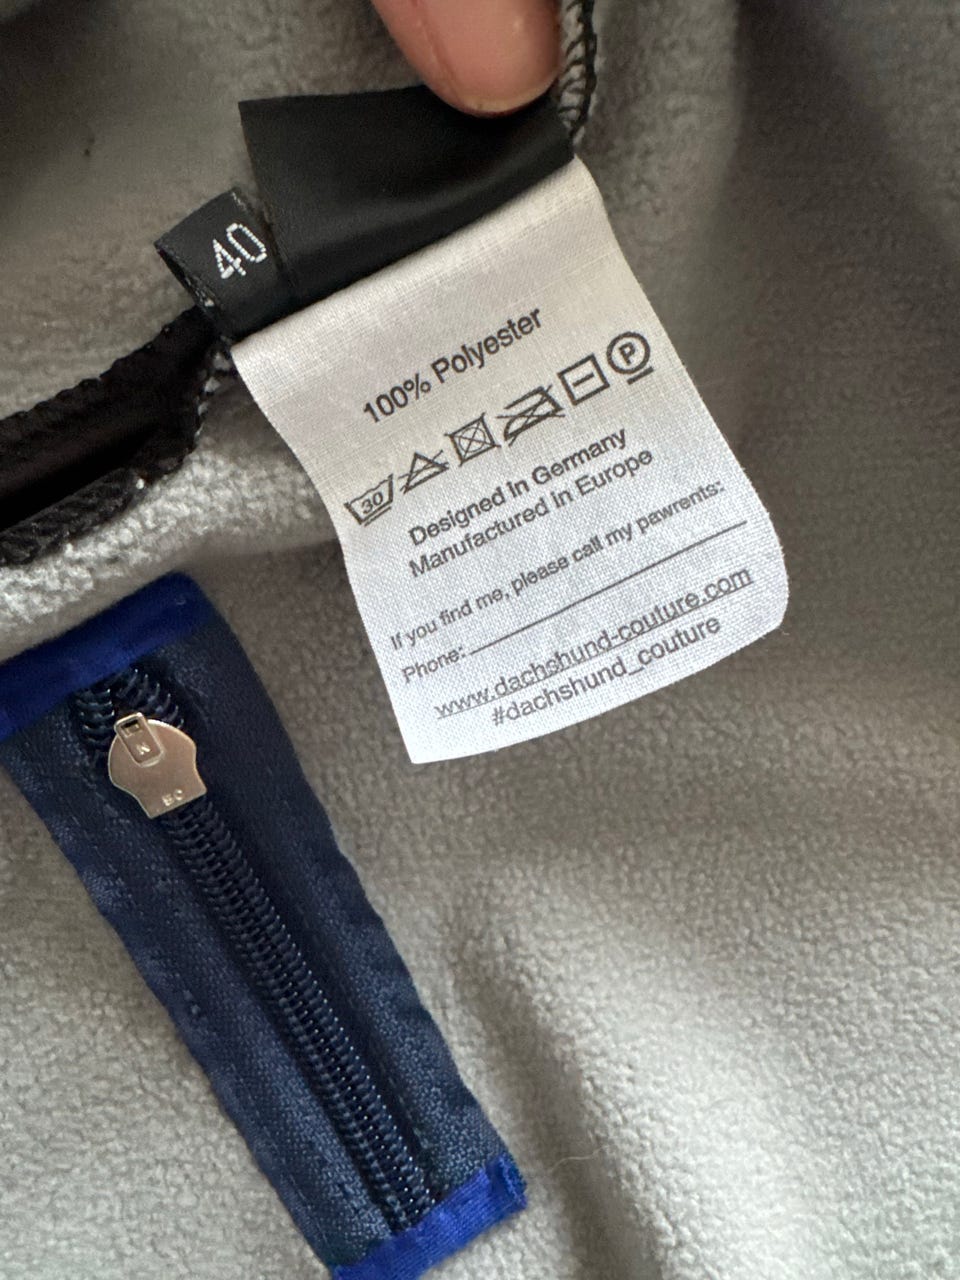 40
100% Polyester
30 P
Designed in Germany
Manufactured in Europe
If you find me, please call my pawrents:
Phone:
www.dachshund-couture.com
#dachshund_couture
N
50